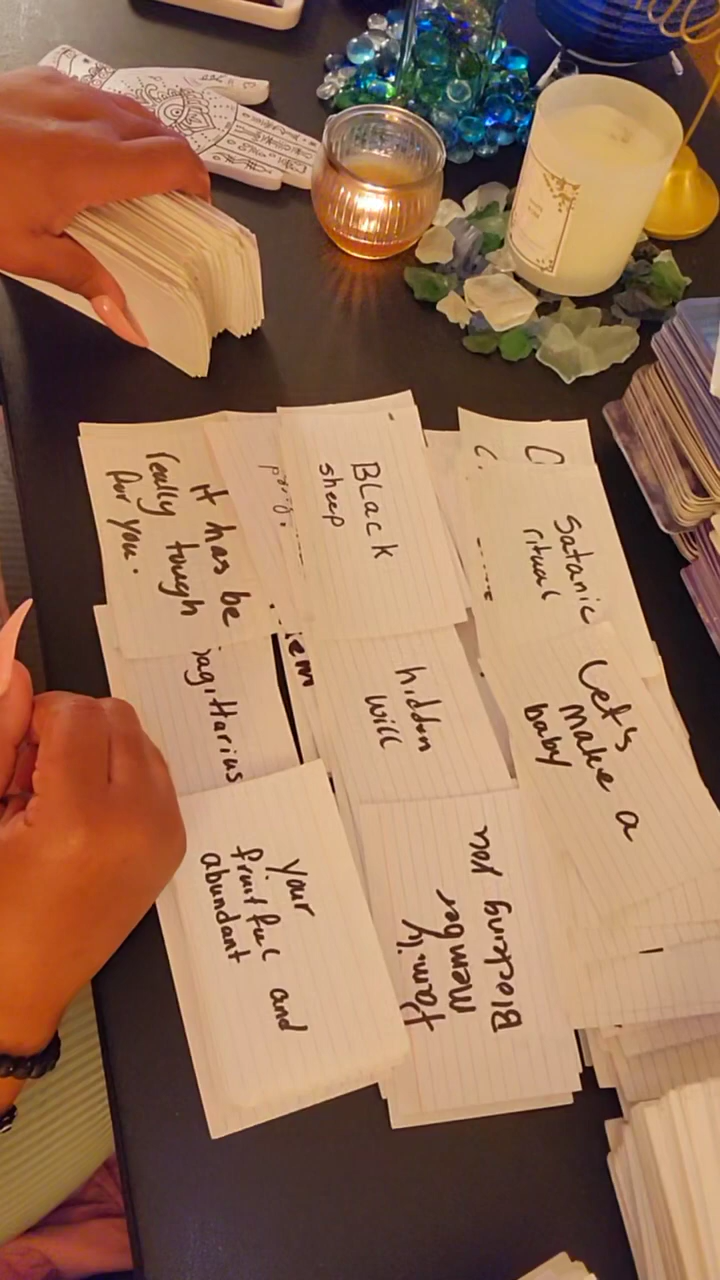 it has be
really tough
for you.
Black
sheep
Satanic
ritual
Sagittarius
hidden
will
Let's
make a
baby
your
fruitful and
abundant
Family
member
Blocking you